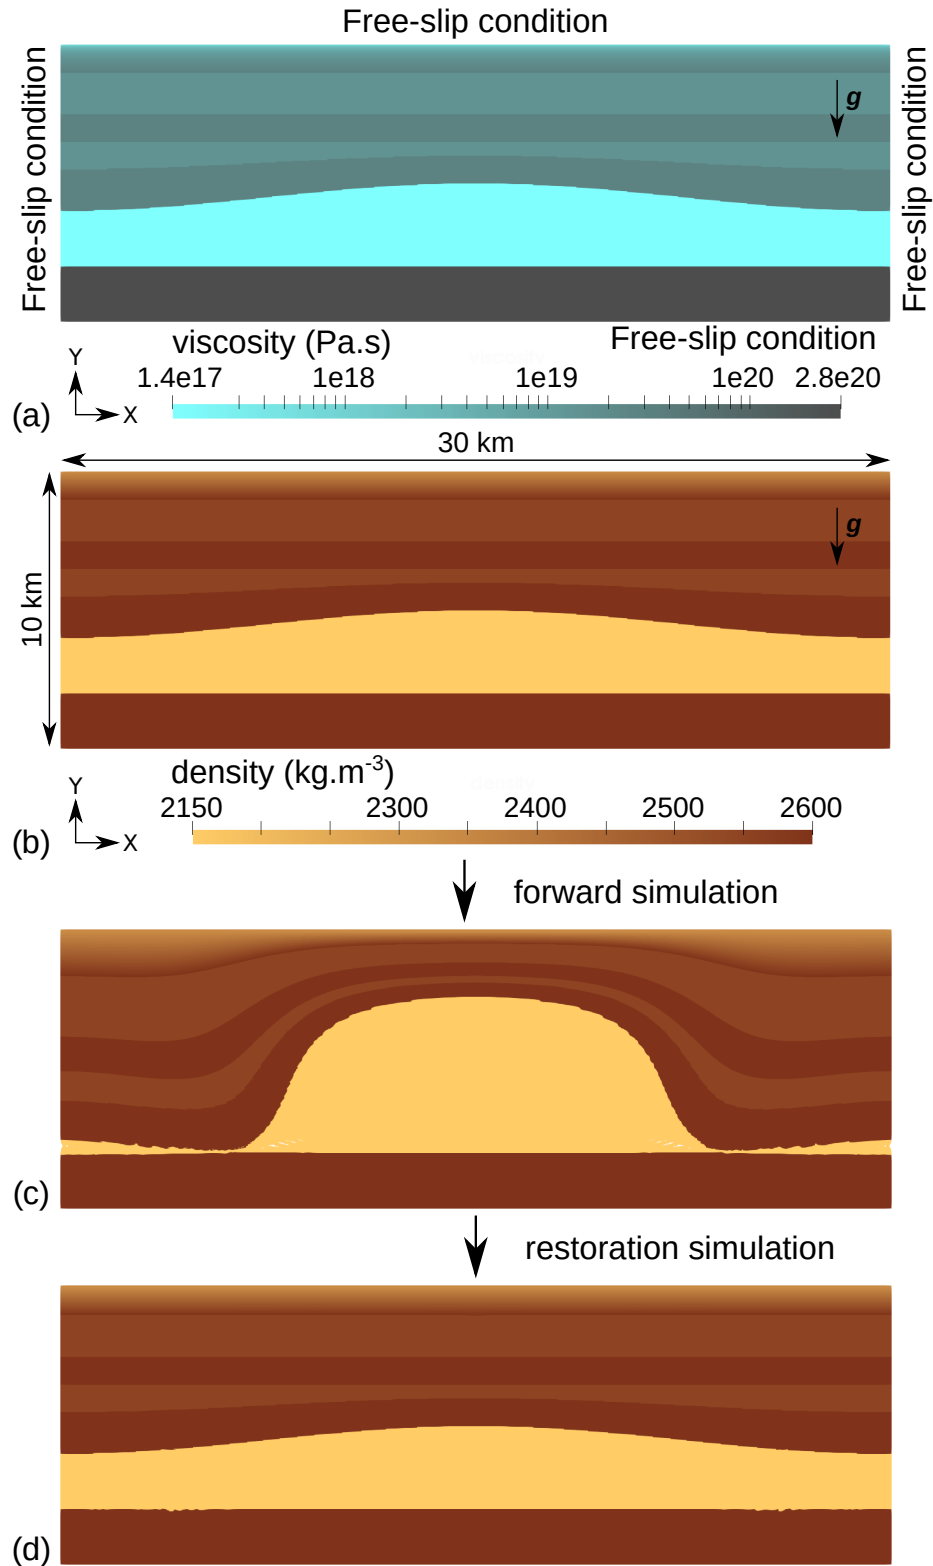 Free-slip condition
Free-slip condition
Free-slip condition
g
viscosity (Pa.s)
Free-slip condition
Y
X
1.4e17 1e18 1e19 1e20 2.8e20
(a)
30 km
10 km
g
density (kg.m-3)
Y
X
2150 2300 2400 2500 2600
(b)
forward simulation
(c)
restoration simulation
(d)